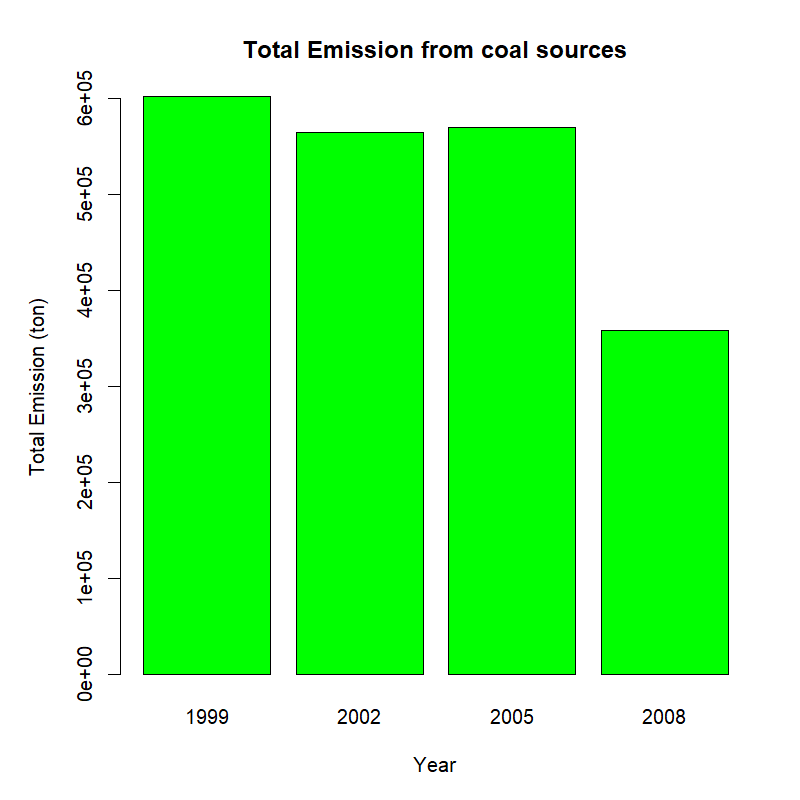 Total Emission from coal sources
Total Emission (ton)
6e+05
5e+05
4e+05
3e+05
2e+05
1e+05
0e+00
1999
2002
2005
2008
Year